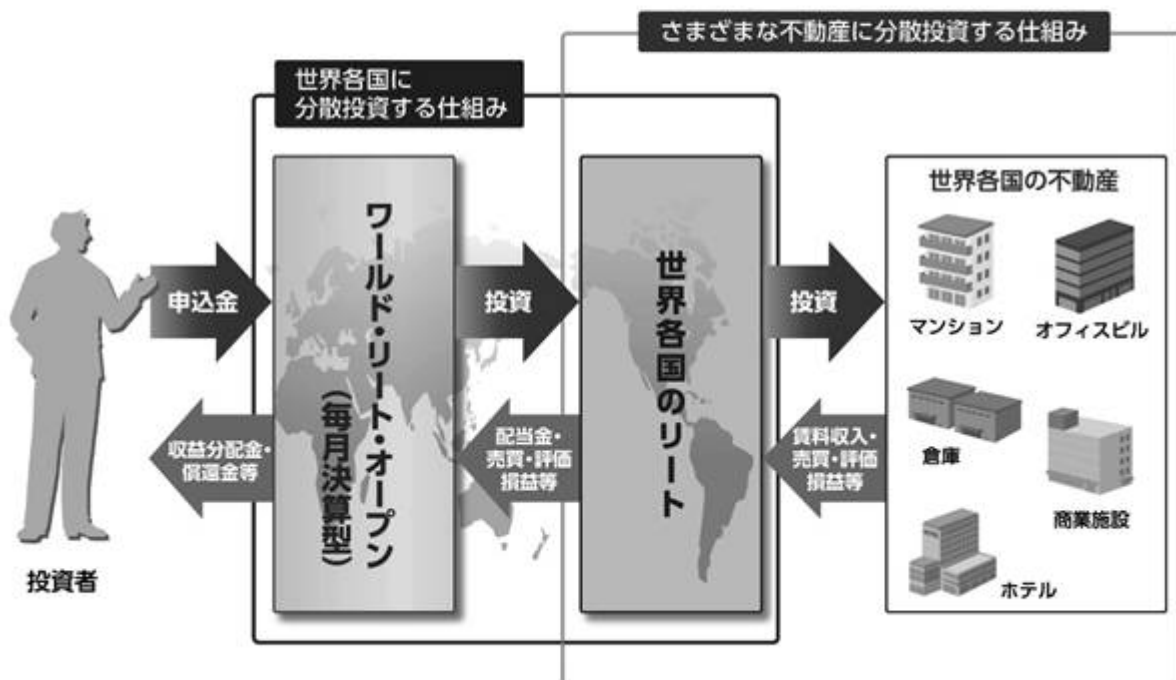 さまざまな不動産に分散投資する仕組み
世界各国に
分散投資する仕組み
投資者
申込金
収益分配金・
償還金等
ワールド・リート・オープン
（毎月決算型）
投資
配当金・
売買・評価
損益等
世界各国のリート
投資
賃料収入・
売買・評価
損益等
世界各国の不動産
マンション
オフィスビル
倉庫
商業施設
ホテル